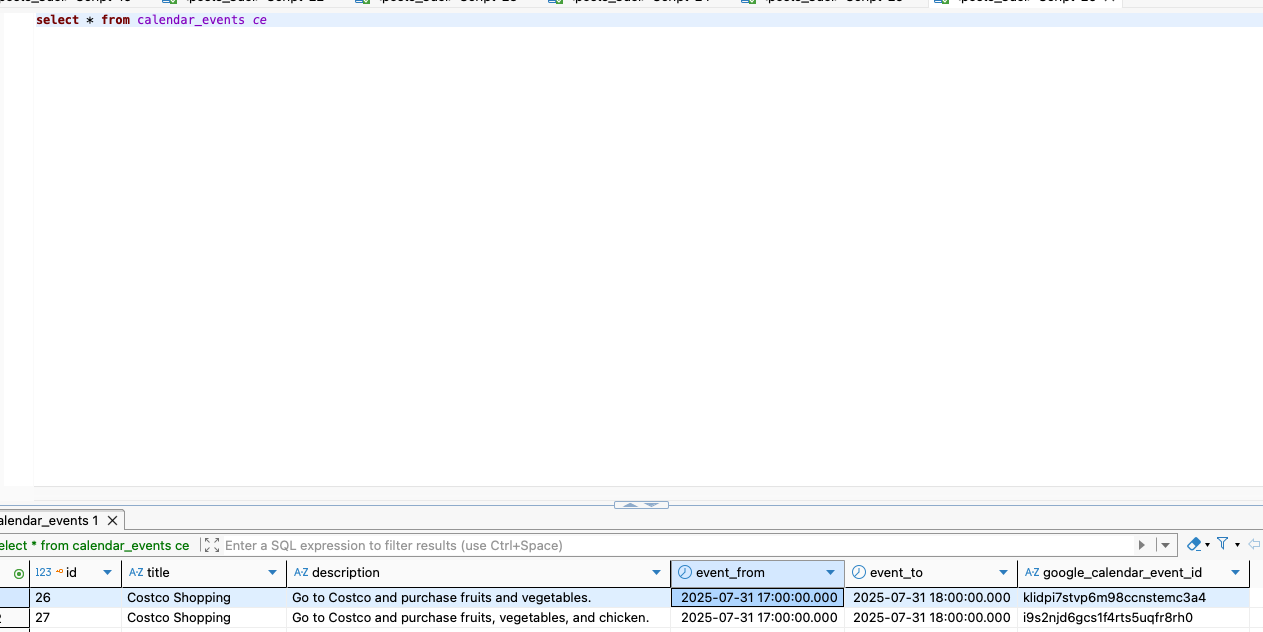 select * from calendar_events ce
alendar_events 1
elect * from calendar_events ce Enter a SQL expression to filter results (use Ctrl+Space)
123 id A-Z title A-Z description event_from event_to A-Z google_calendar_event_id
26 Costco Shopping Go to Costco and purchase fruits and vegetables. 2025-07-31 17:00:00.000 2025-07-31 18:00:00.000 klidpi7stvp6m98ccnstemc3a4
27 Costco Shopping Go to Costco and purchase fruits, vegetables, and chicken. 2025-07-31 17:00:00.000 2025-07-31 18:00:00.000 i9s2njd6gcs1f4rts5uqfr8rh0